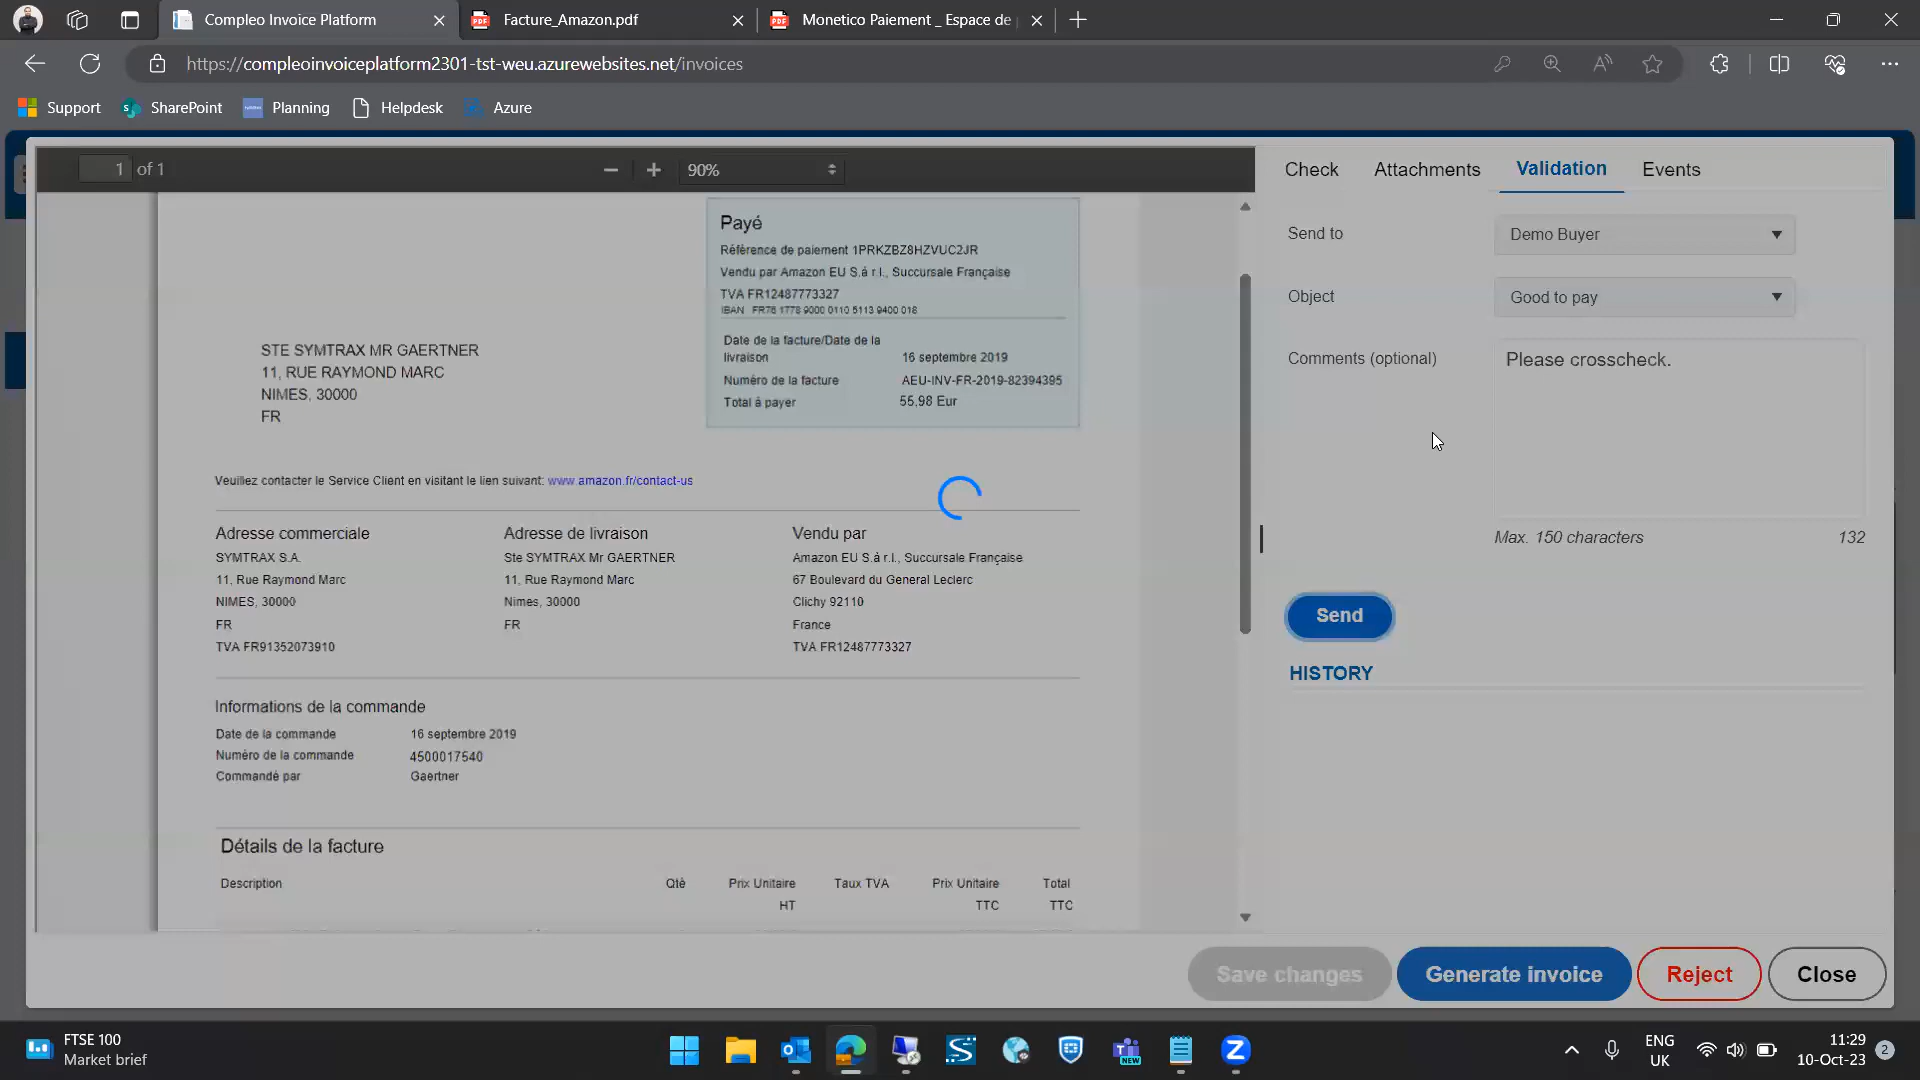 Compleo Invoice Platform
Facture_Amazon.pdf
Monetico Paiement _ Espace de
https://compleoinvoiceplatform2301-tst-weu.azurewebsites.net/invoices
Support
SharePoint
Planning
Helpdesk
Azure
1 of 1
90%
Payé
Référence de paiement 1PRKZBZ8HZVUC2JR
Vendu par Amazon EU S.à r.l., Succursale Française
TVA FR12487773327
IBAN FR76 1778 9000 0110 5113 9400 018
Date de la facture/Date de la
livraison 16 septembre 2019
Numéro de la facture AEU-INV-FR-2019-82394395
Total à payer 55,98 Eur
STE SYMTRAX MR GAERTNER
11, RUE RAYMOND MARC
NIMES, 30000
FR
Veuillez contacter le Service Client en visitant le lien suivant: www.amazon.fr/contact-us
Adresse commerciale
SYMTRAX S.A.
11, Rue Raymond Marc
NIMES, 30000
FR
TVA FR91352073910
Adresse de livraison
Ste SYMTRAX Mr GAERTNER
11, Rue Raymond Marc
Nimes, 30000
FR
Vendu par
Amazon EU S.à r.l., Succursale Française
67 Boulevard du General Leclerc
Clichy 92110
France
TVA FR12487773327
Informations de la commande
Date de la commande 16 septembre 2019
Numéro de la commande 4500017540
Commandé par Gaertner
Détails de la facture
Description Qté Prix Unitaire Taux TVA Prix Unitaire Total
HT TTC TTC
Check
Attachments
Validation
Events
Send to Demo Buyer
Object Good to pay
Comments (optional) Please crosscheck.
Max. 150 characters 132
Send
HISTORY
Save changes
Generate invoice
Reject
Close
FTSE 100
Market brief
NEW
ENG
UK
11:29
10-Oct-23
2